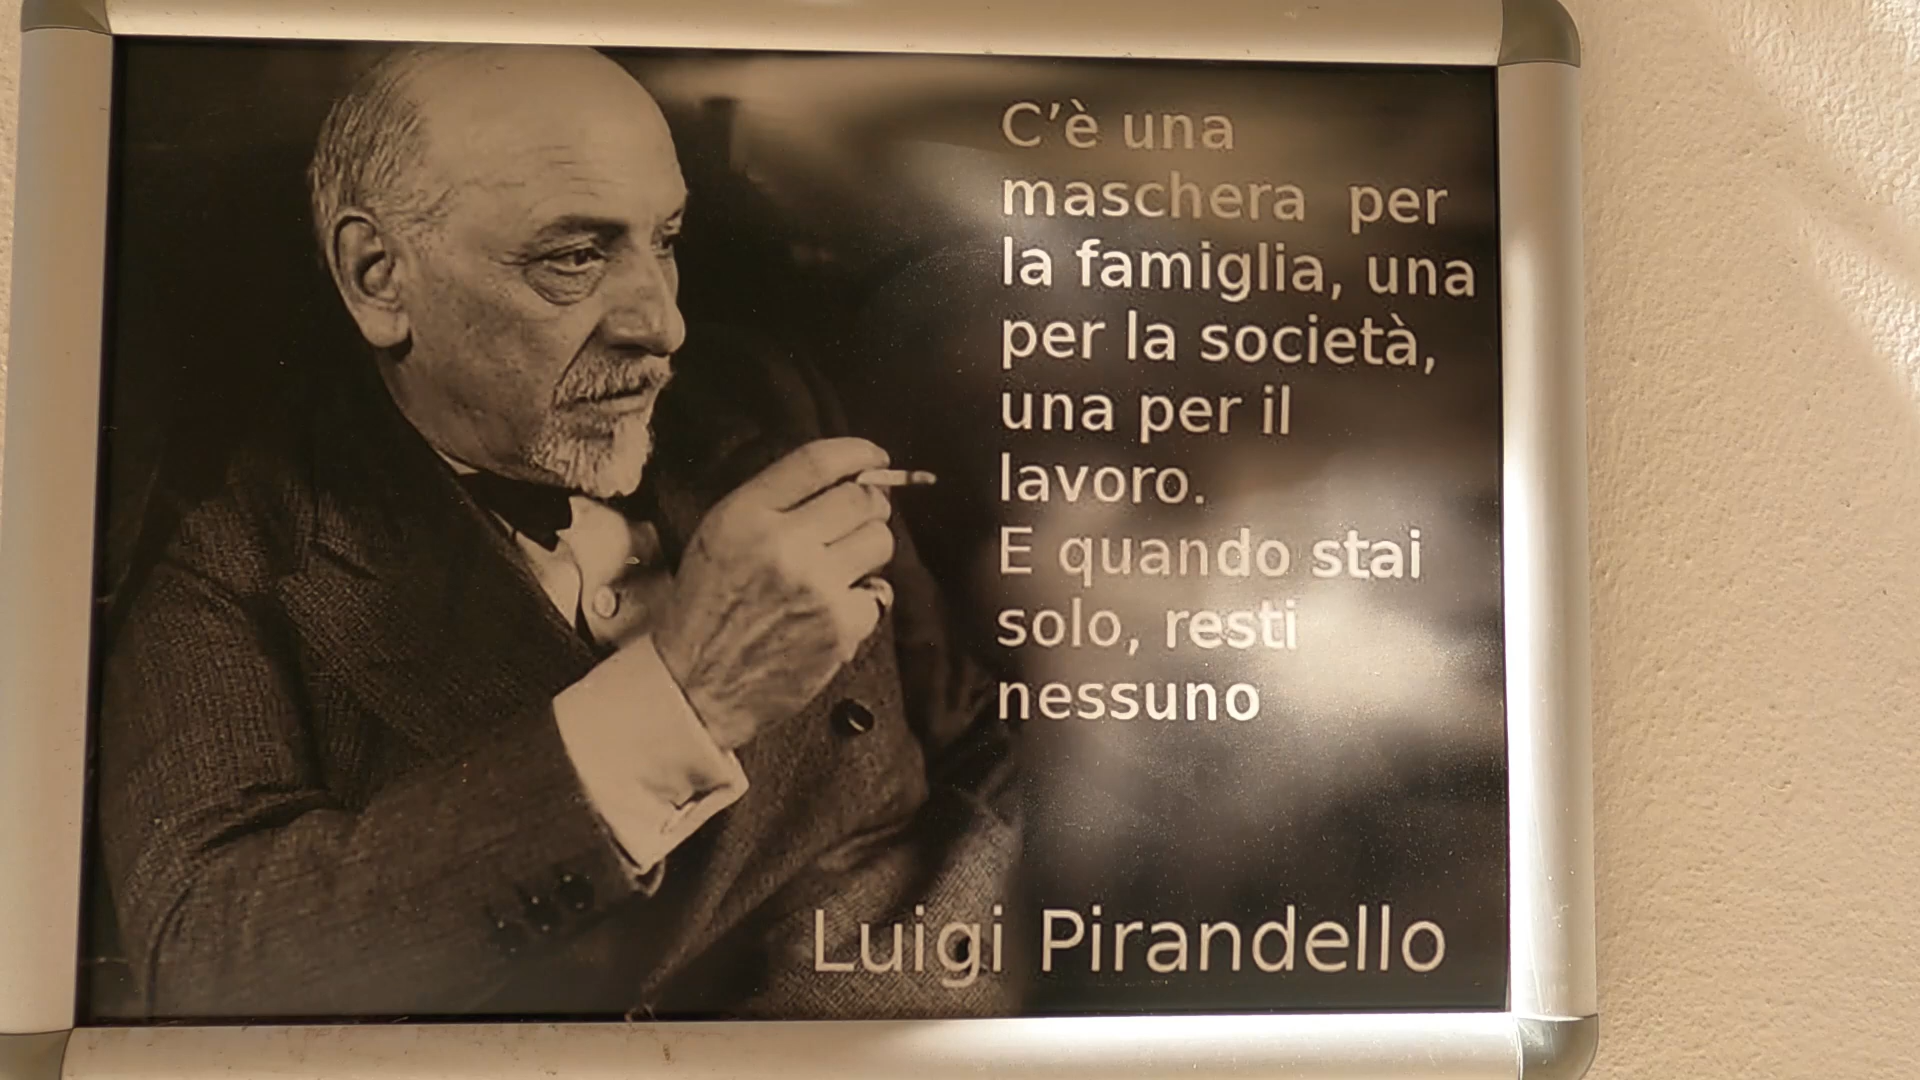 C’è una
maschera per
la famiglia, una
per la società,
una per il
lavoro.
E quando stai
solo, resti
nessuno
Luigi Pirandello